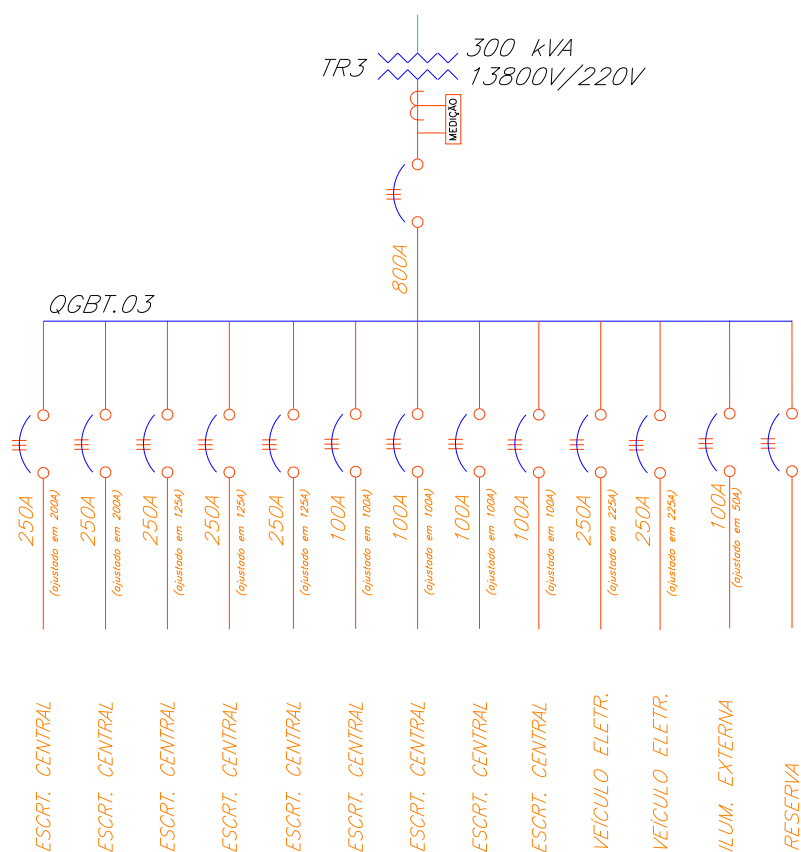 TR3
300 kVA
13800V/220V
MEDIÇÃO
800A
QGBT.03
250A
(ajustado em 200A)
250A
(ajustado em 200A)
250A
(ajustado em 125A)
250A
(ajustado em 125A)
250A
(ajustado em 125A)
100A
(ajustado em 100A)
100A
(ajustado em 100A)
100A
(ajustado em 100A)
100A
(ajustado em 100A)
250A
(ajustado em 225A)
250A
(ajustado em 225A)
100A
(ajustado em 50A)
ESCRT. CENTRAL
ESCRT. CENTRAL
ESCRT. CENTRAL
ESCRT. CENTRAL
ESCRT. CENTRAL
ESCRT. CENTRAL
ESCRT. CENTRAL
ESCRT. CENTRAL
ESCRT. CENTRAL
VEÍCULO ELETR.
VEÍCULO ELETR.
ILUM. EXTERNA
RESERVA